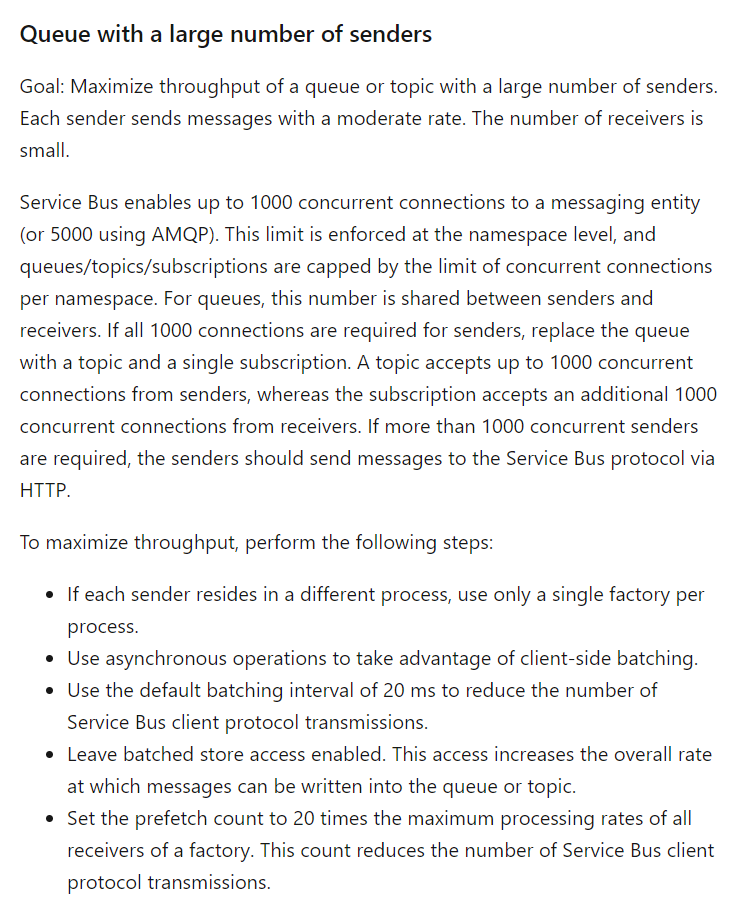 Queue with a large number of senders
Goal: Maximize throughput of a queue or topic with a large number of senders.
Each sender sends messages with a moderate rate. The number of receivers is
small.
Service Bus enables up to 1000 concurrent connections to a messaging entity
(or 5000 using AMQP). This limit is enforced at the namespace level, and
queues/topics/subscriptions are capped by the limit of concurrent connections
per namespace. For queues, this number is shared between senders and
receivers. If all 1000 connections are required for senders, replace the queue
with a topic and a single subscription. A topic accepts up to 1000 concurrent
connections from senders, whereas the subscription accepts an additional 1000
concurrent connections from receivers. If more than 1000 concurrent senders
are required, the senders should send messages to the Service Bus protocol via
HTTP.
To maximize throughput, perform the following steps:
• If each sender resides in a different process, use only a single factory per
process.
• Use asynchronous operations to take advantage of client-side batching.
• Use the default batching interval of 20 ms to reduce the number of
Service Bus client protocol transmissions.
• Leave batched store access enabled. This access increases the overall rate
at which messages can be written into the queue or topic.
• Set the prefetch count to 20 times the maximum processing rates of all
receivers of a factory. This count reduces the number of Service Bus client
protocol transmissions.